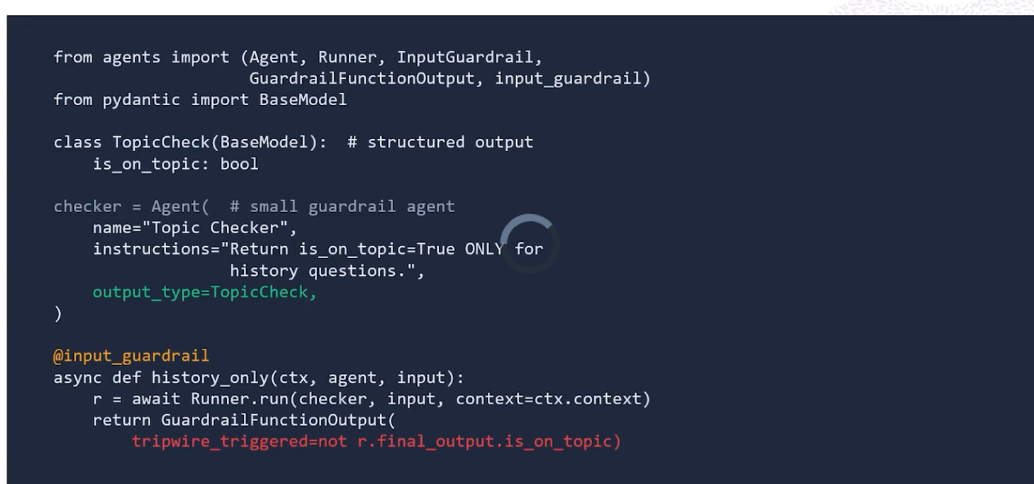 from agents import (Agent, Runner, InputGuardrail,
                    GuardrailFunctionOutput, input_guardrail)
from pydantic import BaseModel

class TopicCheck(BaseModel):  # structured output
    is_on_topic: bool

checker = Agent(  # small guardrail agent
    name="Topic Checker",
    instructions="Return is_on_topic=True ONLY for
                  history questions.",
    output_type=TopicCheck,
)

@input_guardrail
async def history_only(ctx, agent, input):
    r = await Runner.run(checker, input, context=ctx.context)
    return GuardrailFunctionOutput(
        tripwire_triggered=not r.final_output.is_on_topic)